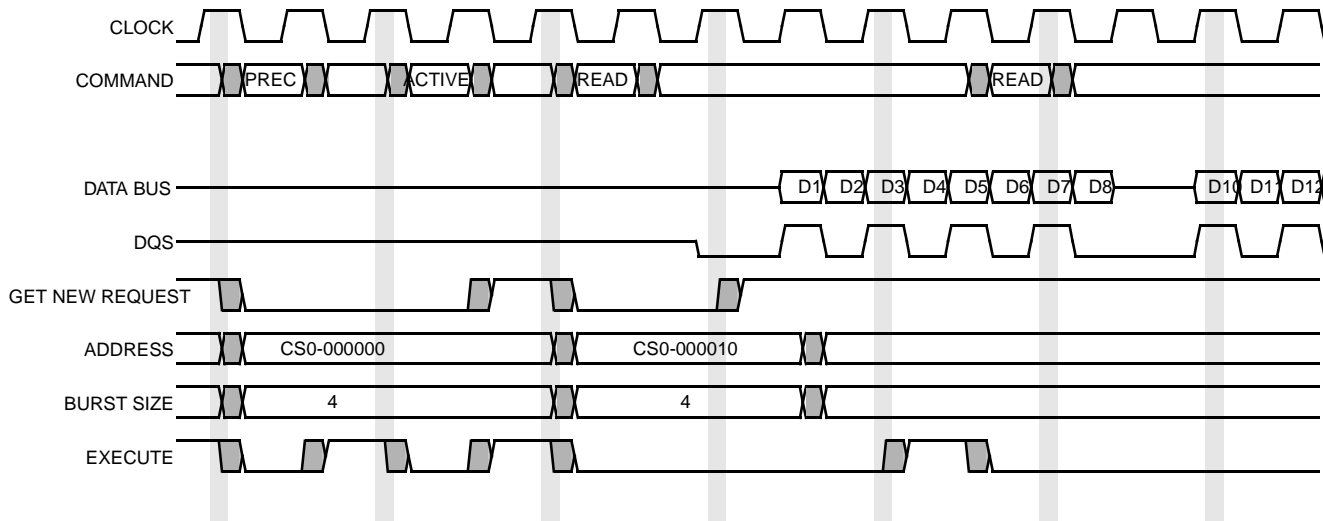 CLOCK
COMMAND PREC ACTIVE READ READ
DATA BUS D1 D2 D3 D4 D5 D6 D7 D8 D10 D11 D12
DQS
GET NEW REQUEST
ADDRESS CS0-000000 CS0-000010
BURST SIZE 4 4
EXECUTE